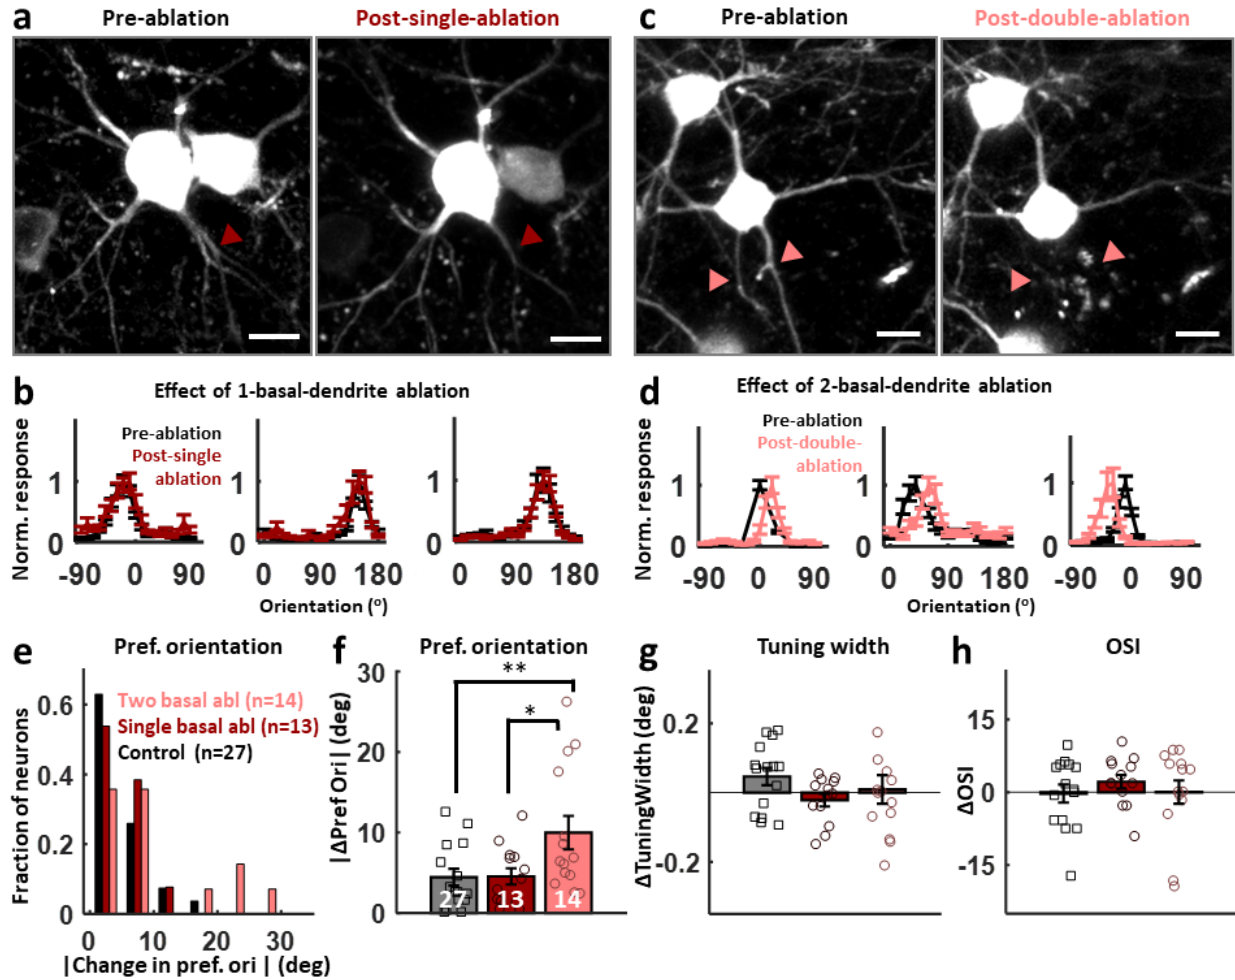 a Pre-ablation Post-single-ablation
c Pre-ablation Post-double-ablation
b Effect of 1-basal-dendrite ablation
Norm. response
Pre-ablation
Post-single
ablation
1
0
-90 0 90
0 90 180
0 90 180
Orientation (°)
d Effect of 2-basal-dendrite ablation
Norm. response
Pre-ablation
Post-double-
ablation
1
0
-90 0 90
1
0
0 90 180
1
0
-90 0 90
Orientation (°)
e Pref. orientation
Fraction of neurons
0.6
0.4
0.2
0
Two basal abl (n=14)
Single basal abl (n=13)
Control (n=27)
0 10 20 30
|Change in pref. ori | (deg)
f Pref. orientation
|ΔPref Ori| (deg)
30
20
10
0
**
*
27 13 14
g Tuning width
ΔTuningWidth (deg)
0.2
-0.2
h OSI
ΔOSI
15
0
-15